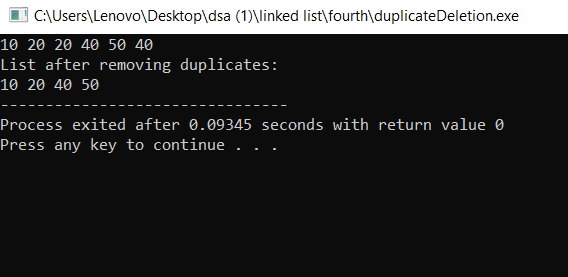 C:\Users\Lenovo\Desktop\dsa (1)\linked list\fourth\duplicateDeletion.exe
10 20 20 40 50 40
List after removing duplicates:
10 20 40 50
--------------------------------
Process exited after 0.09345 seconds with return value 0
Press any key to continue . . .